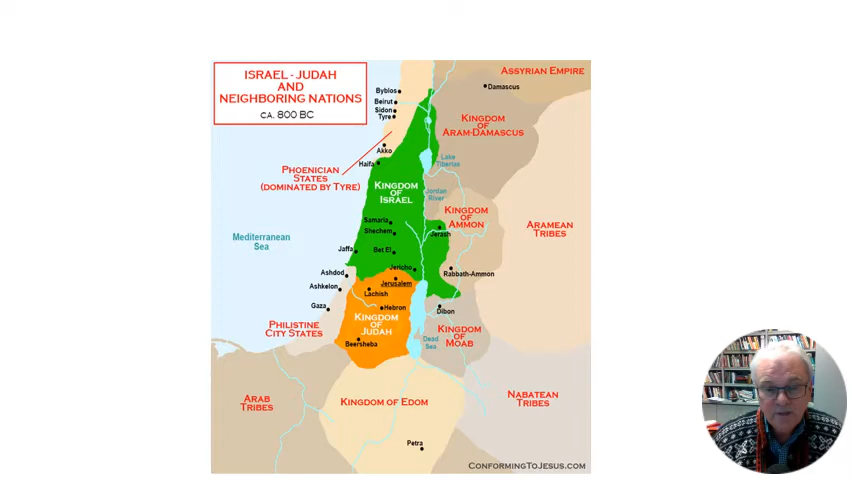 ISRAEL - JUDAH
AND
NEIGHBORING NATIONS
CA. 800 BC
ASSYRIAN EMPIRE
Damascus
Byblos
Beirut
Sidon
Tyre
KINGDOM
OF
ARAM-DAMASCUS
Akko
Haifa
Lake
Tiberias
PHOENICIAN
STATES
(DOMINATED BY TYRE)
KINGDOM
OF
ISRAEL
Jordan
River
Samaria
Shechem
KINGDOM
OF
AMMON
Jerash
ARAMEAN
TRIBES
Mediterranean
Sea
Jaffa
Bet El
Jericho
Rabbath-Ammon
Ashdod
Jerusalem
Ashkelon
Lachish
Gaza
Hebron
Dibon
PHILISTINE
CITY STATES
KINGDOM
OF
JUDAH
Beersheba
Dead
Sea
KINGDOM
OF
MOAB
ARAB
TRIBES
KINGDOM OF EDOM
NABATEAN
TRIBES
Petra
CONFORMINGTOJESUS.COM